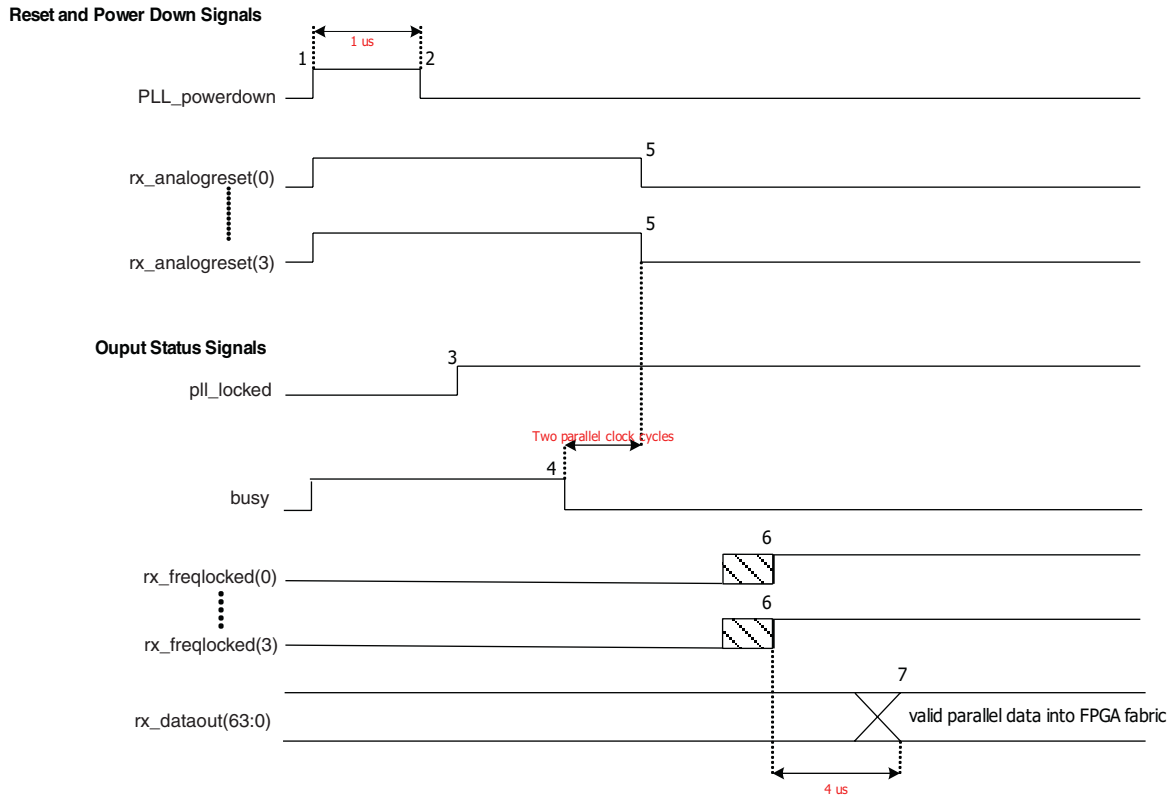 Reset and Power Down Signals
1 us
1
2
PLL_powerdown
5
rx_analogreset(0)
5
rx_analogreset(3)
Ouput Status Signals
3
pll_locked
Two parallel clock cycles
4
busy
6
rx_freqlocked(0)
6
rx_freqlocked(3)
7
rx_dataout(63:0)
valid parallel data into FPGA fabric
4 us